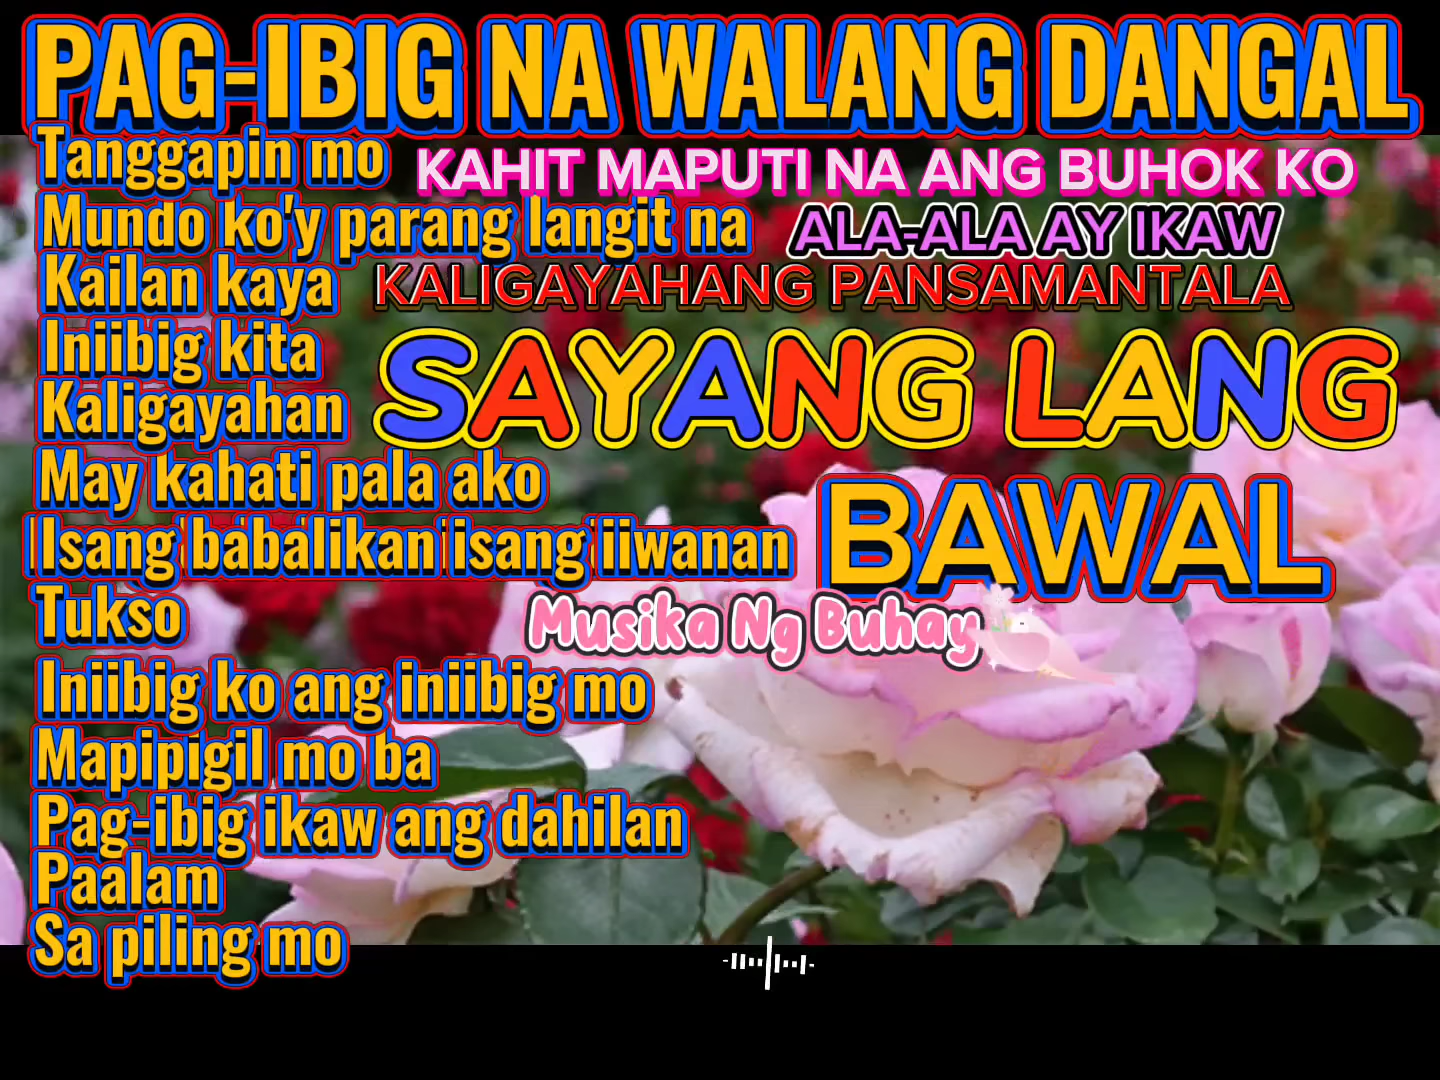 PAG-IBIG NA WALANG DANGAL
Tanggapin mo
KAHIT MAPUTI NA ANG BUHOK KO
Mundo ko'y parang langit na
ALA-ALA AY IKAW
Kailan kaya
KALIGAYAHANG PANSAMANTALA
Iniibig kita
SAYANG LANG
Kaligayahan
May kahati pala ako
BAWAL
Isang babalikan isang iiwanan
Tukso
Musika Ng Buhay
Iniibig ko ang iniibig mo
Mapipigil mo ba
Pag-ibig ikaw ang dahilan
Paalam
Sa piling mo